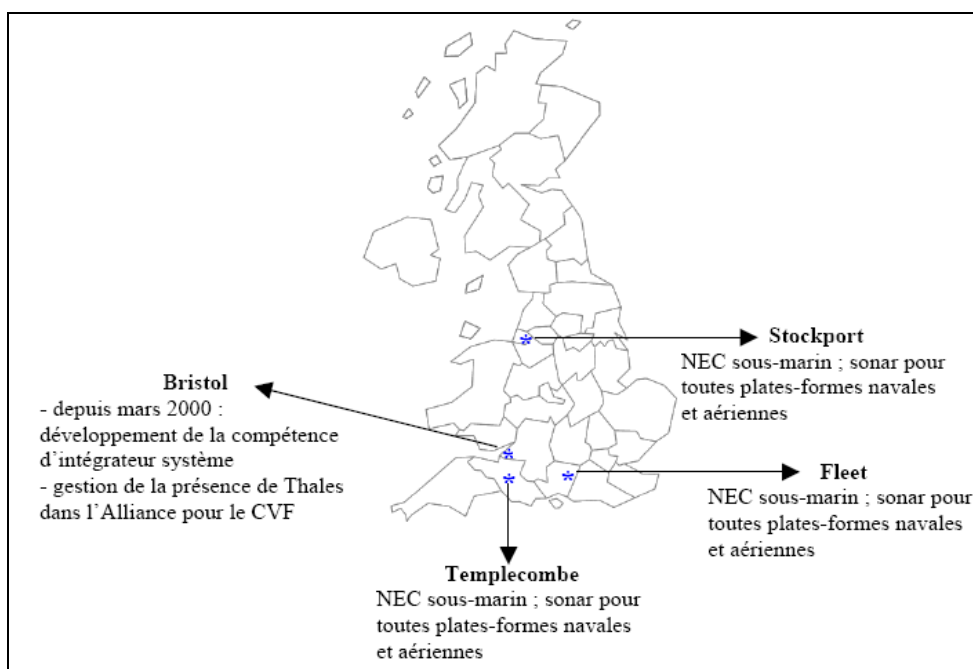 Stockport
NEC sous-marin ; sonar pour
toutes plates-formes navales
et aériennes
Bristol
- depuis mars 2000 :
développement de la compétence
d’intégrateur système
- gestion de la présence de Thales
dans l’Alliance pour le CVF
Fleet
NEC sous-marin ; sonar pour
toutes plates-formes navales
et aériennes
Templecombe
NEC sous-marin ; sonar pour
toutes plates-formes navales
et aériennes